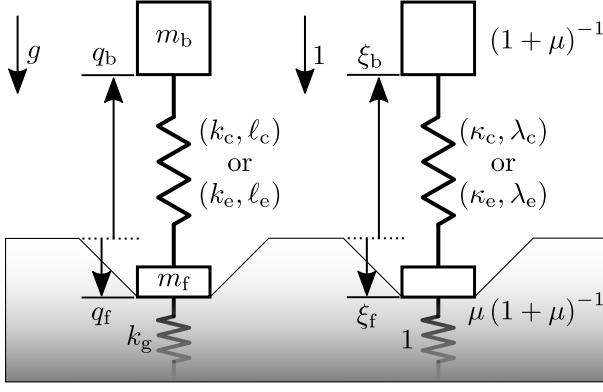 g
q_b
m_b
(k_c, ℓ_c)
or
(k_e, ℓ_e)
m_f
q_f
k_g
1
ξ_b
(1 + μ)^{-1}
(κ_c, λ_c)
or
(κ_e, λ_e)
ξ_f
μ (1 + μ)^{-1}
1